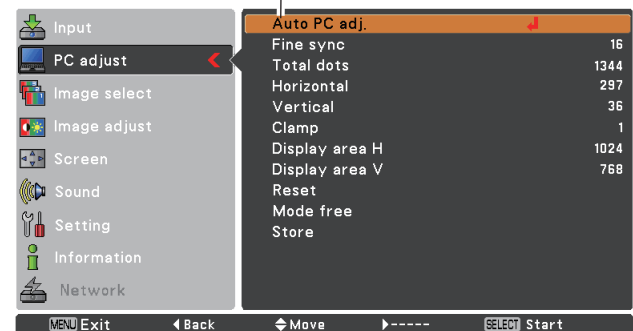 Input
PC adjust
Image select
Image adjust
Screen
Sound
Setting
Information
Network
Auto PC adj.
Fine sync 16
Total dots 1344
Horizontal 297
Vertical 36
Clamp 1
Display area H 1024
Display area V 768
Reset
Mode free
Store
MENU Exit Back Move ----- SELECT Start